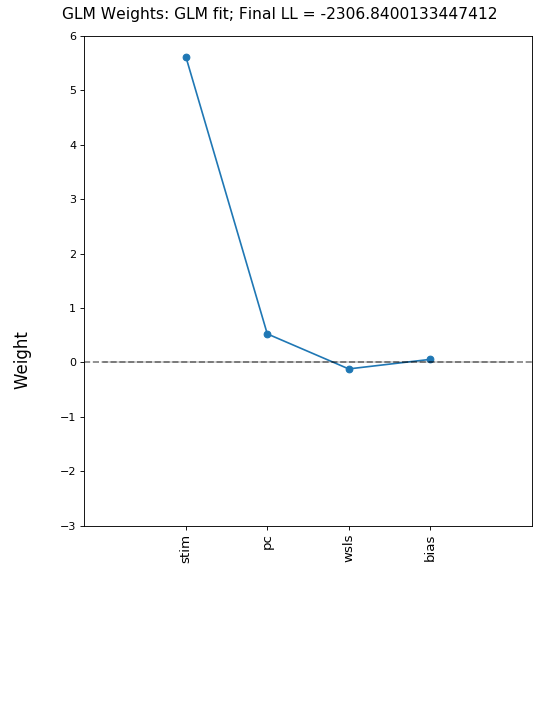 GLM Weights: GLM fit; Final LL = -2306.8400133447412
6
5
4
3
2
1
0
−1
−2
−3
Weight
stim
pc
wsls
bias